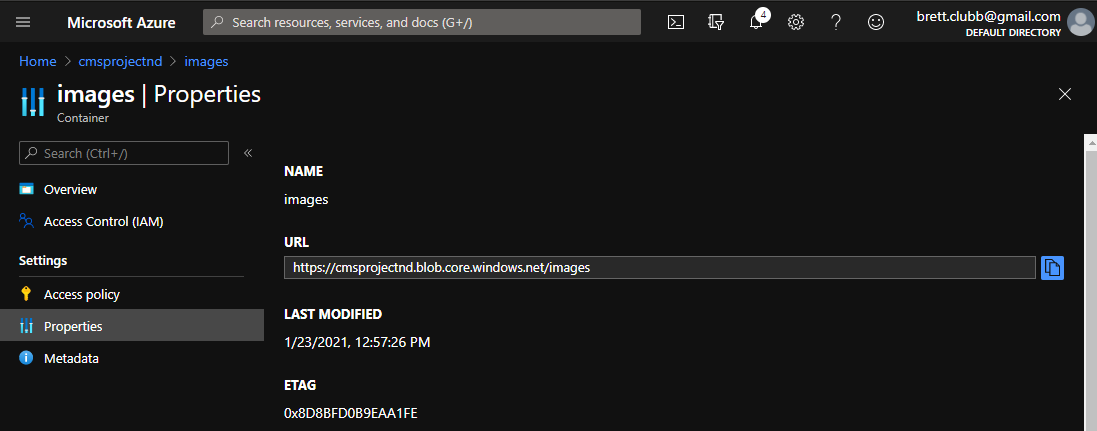 Microsoft Azure
Search resources, services, and docs (G+/)
4
brett.clubb@gmail.com
DEFAULT DIRECTORY
Home > cmsprojectnd > images
images | Properties
Container
Search (Ctrl+/)
«
Overview
Access Control (IAM)
Settings
Access policy
Properties
Metadata
NAME
images
URL
https://cmsprojectnd.blob.core.windows.net/images
LAST MODIFIED
1/23/2021, 12:57:26 PM
ETAG
0x8D8BFD0B9EAA1FE